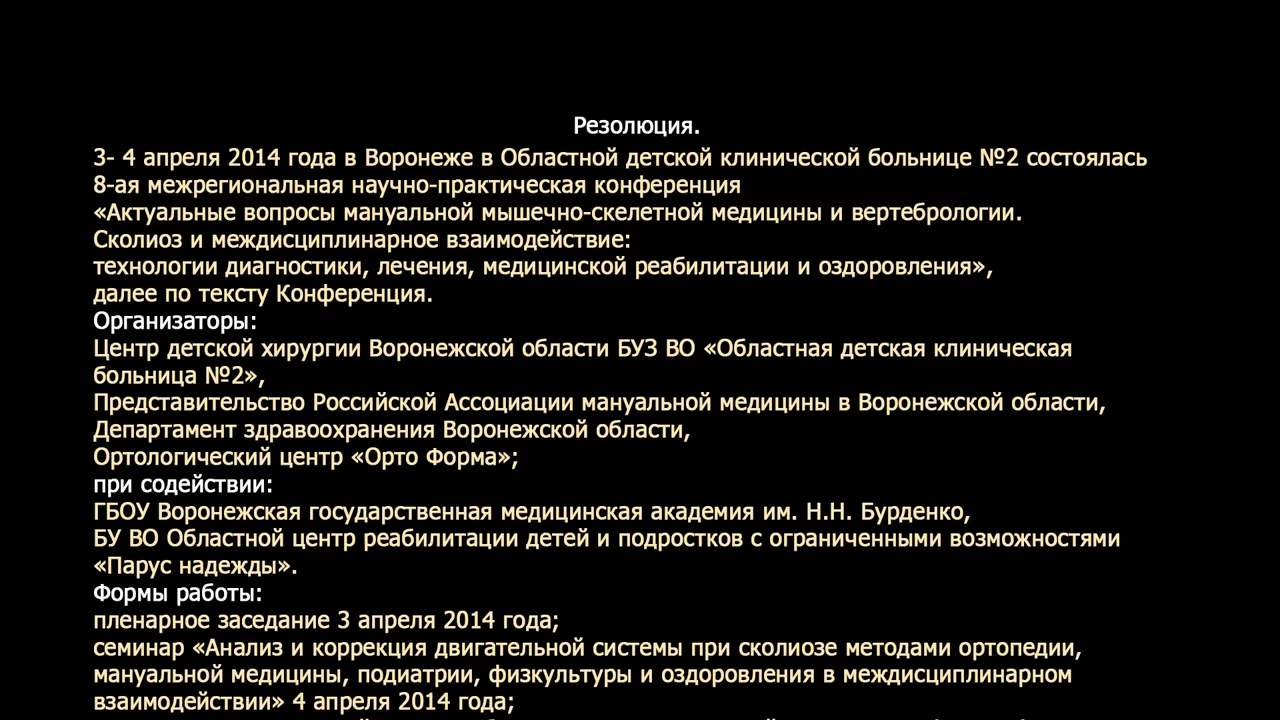 Резолюция.
3- 4 апреля 2014 года в Воронеже в Областной детской клинической больнице №2 состоялась
8-ая межрегиональная научно-практическая конференция
«Актуальные вопросы мануальной мышечно-скелетной медицины и вертебрологии.
Сколиоз и междисциплинарное взаимодействие:
технологии диагностики, лечения, медицинской реабилитации и оздоровления»,
далее по тексту Конференция.
Организаторы:
Центр детской хирургии Воронежской области БУЗ ВО «Областная детская клиническая
больница №2»,
Представительство Российской Ассоциации мануальной медицины в Воронежской области,
Департамент здравоохранения Воронежской области,
Ортологический центр «Орто Форма»;
при содействии:
ГБОУ Воронежская государственная медицинская академия им. Н.Н. Бурденко,
БУ ВО Областной центр реабилитации детей и подростков с ограниченными возможностями
«Парус надежды».
Формы работы:
пленарное заседание 3 апреля 2014 года;
семинар «Анализ и коррекция двигательной системы при сколиозе методами ортопедии,
мануальной медицины, подиатрии, физкультуры и оздоровления в междисциплинарном
взаимодействии» 4 апреля 2014 года;